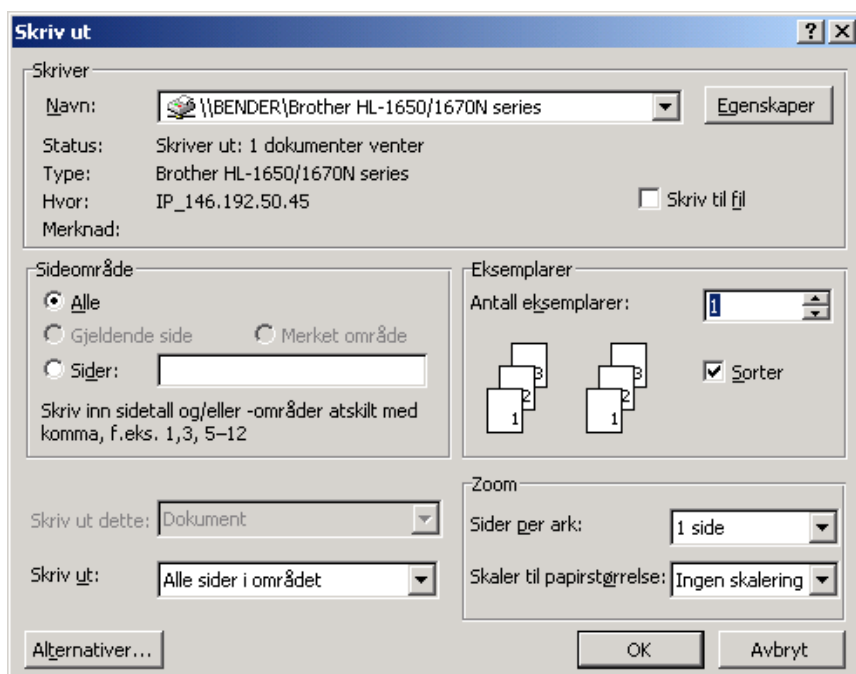 Skriv ut
Skriver
Navn: \\BENDER\Brother HL-1650/1670N series Egenskaper
Status: Skriver ut: 1 dokumenter venter
Type: Brother HL-1650/1670N series
Hvor: IP_146.192.50.45 Skriv til fil
Merknad:
Sideområde Eksemplarer
Alle Antall eksemplarer: 1
Gjeldende side Merket område
Sider: Sorter
Skriv inn sidetall og/eller -områder atskilt med
komma, f.eks. 1,3, 5–12
1 2 3 1 2 3
Zoom
Skriv ut dette: Dokument Sider per ark: 1 side
Skriv ut: Alle sider i området Skaler til papirstørrelse: Ingen skalering
Alternativer... OK Avbryt